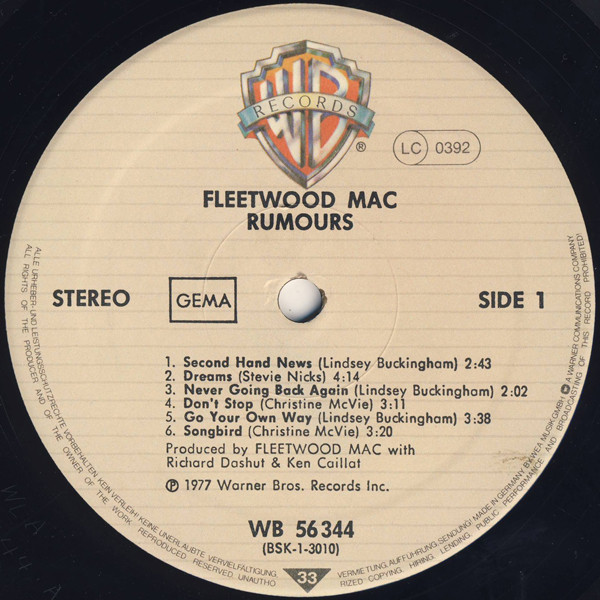 WB
RECORDS
®
LC 0392
FLEETWOOD MAC
RUMOURS
STEREO
GEMA
SIDE 1
1. Second Hand News (Lindsey Buckingham) 2:43
2. Dreams (Stevie Nicks) 4:14
3. Never Going Back Again (Lindsey Buckingham) 2:02
4. Don't Stop (Christine McVie) 3:11
5. Go Your Own Way (Lindsey Buckingham) 3:38
6. Songbird (Christine McVie) 3:20
Produced by FLEETWOOD MAC with
Richard Dashut & Ken Caillat
℗ 1977 Warner Bros. Records Inc.
WB 56 344
(BSK-1-3010)
33
ALLE URHEBER- UND LEISTUNGSSCHUTZRECHTE VORBEHALTEN. KEIN VERLEIH! KEINE UNERLAUBTE VERVIELFÄLTIGUNG, VERMIETUNG, AUFFÜHRUNG, SENDUNG! MADE IN GERMANY BY WEA MUSIK GMBH A WARNER COMMUNICATIONS COMPANY.
ALL RIGHTS OF THE PRODUCER AND OF THE OWNER OF THE WORK REPRODUCED RESERVED. UNAUTHORIZED COPYING, HIRING, LENDING, PUBLIC PERFORMANCE AND BROADCASTING OF THIS RECORD PROHIBITED!